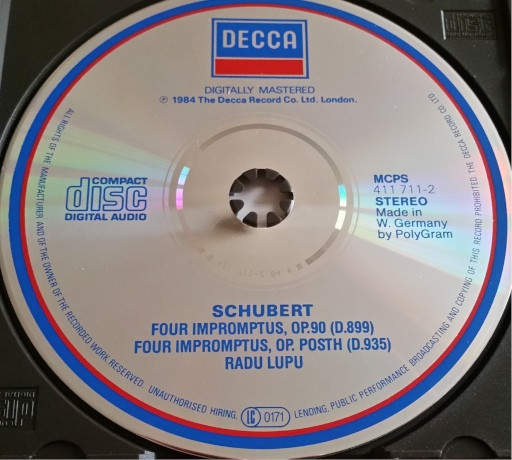 DECCA
DIGITALLY MASTERED
℗ 1984 The Decca Record Co. Ltd. London.
COMPACT
disc
DIGITAL AUDIO
MCPS
411 711-2
STEREO
Made in
W. Germany
by PolyGram
SCHUBERT
FOUR IMPROMPTUS, OP.90 (D.899)
FOUR IMPROMPTUS, OP. POSTH (D.935)
RADU LUPU
ALL RIGHTS OF THE MANUFACTURER AND OF THE OWNER OF THE RECORDED WORK RESERVED. UNAUTHORISED HIRING, LC 0171 LENDING, PUBLIC PERFORMANCE BROADCASTING AND COPYING OF THIS RECORD PROHIBITED THE DECCA RECORD CO LTD
disc